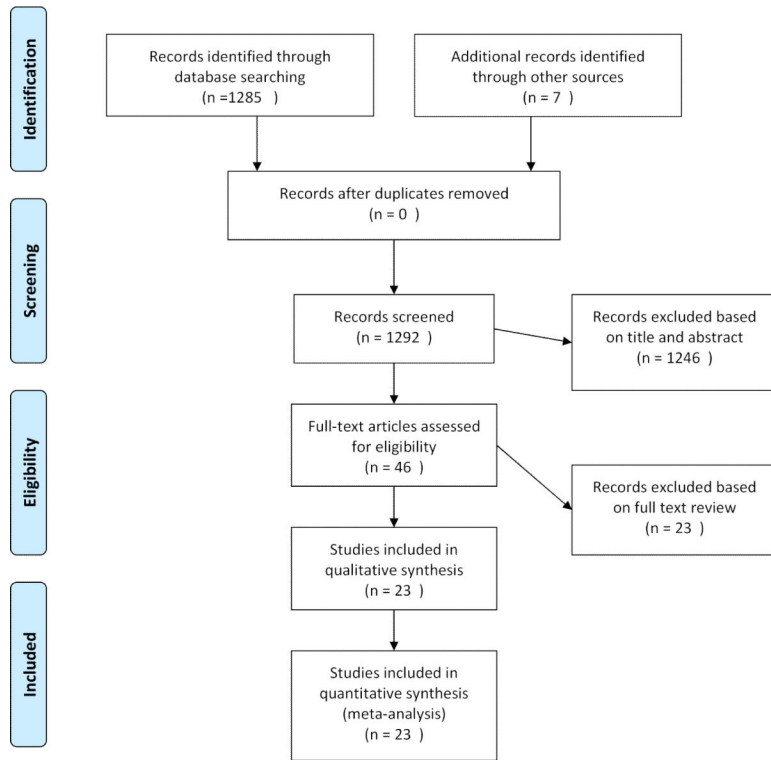 Identification
Records identified through
database searching
(n =1285   )
Additional records identified
through other sources
(n = 7   )
Records after duplicates removed
(n = 0   )
Screening
Records screened
(n = 1292   )
Records excluded based
on title and abstract
(n = 1246   )
Eligibility
Full-text articles assessed
for eligibility
(n = 46   )
Records excluded based
on full text review
(n = 23   )
Studies included in
qualitative synthesis
(n = 23   )
Included
Studies included in
quantitative synthesis
(meta-analysis)
(n = 23   )